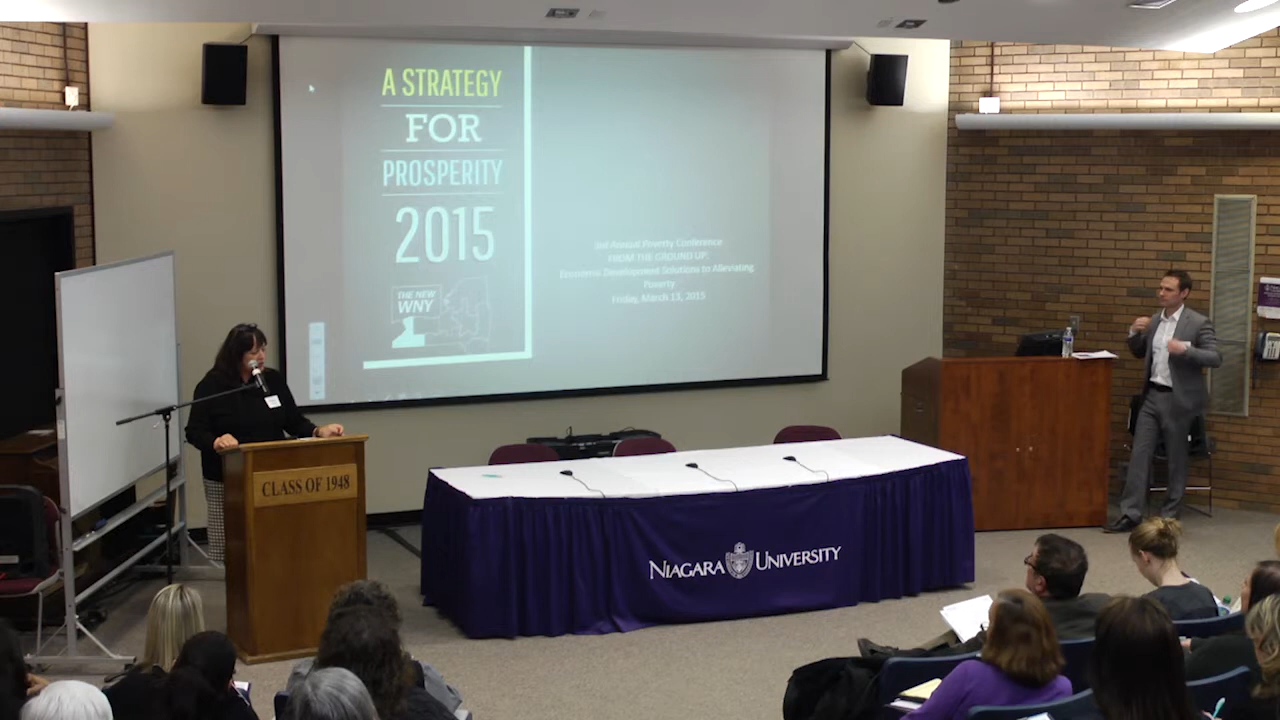 A STRATEGY
FOR
PROSPERITY
2015
THE NEW
WNY
3rd Annual Poverty Conference
FROM THE GROUND UP:
Economic Development Solutions to Alleviating
Poverty
Friday, March 13, 2015
CLASS OF 1948
NIAGARA UNIVERSITY